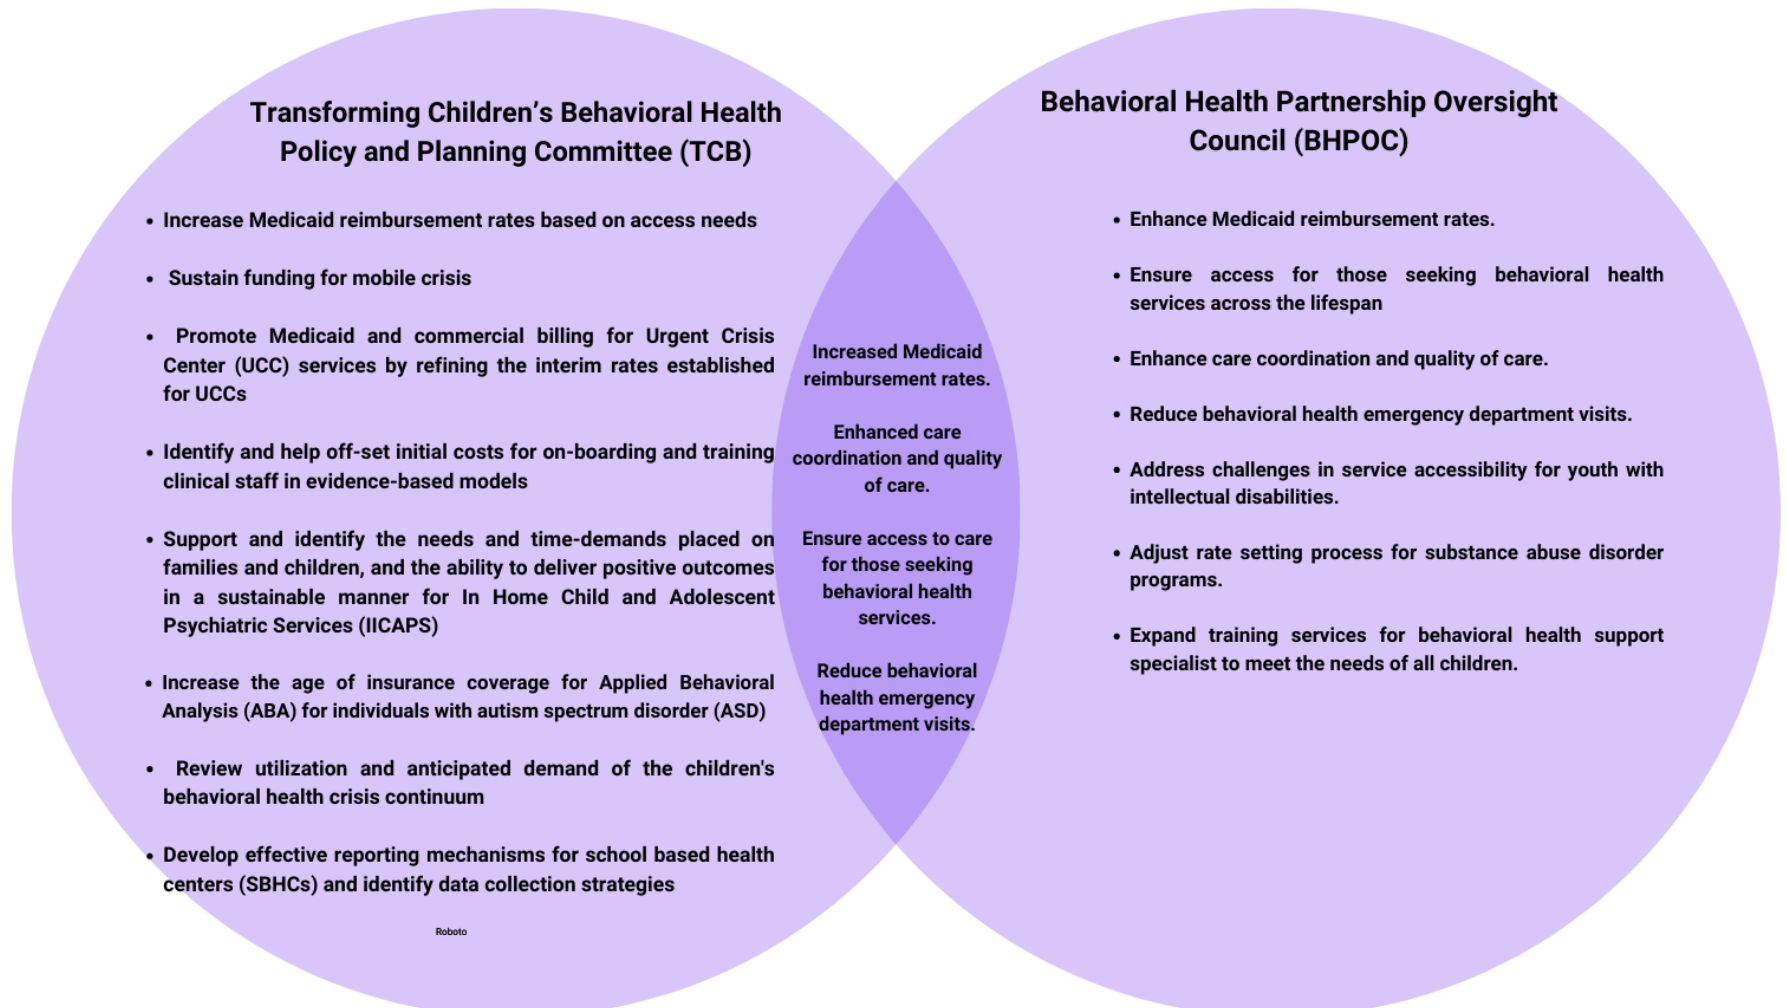 Transforming Children’s Behavioral Health
Policy and Planning Committee (TCB)
• Increase Medicaid reimbursement rates based on access needs
• Sustain funding for mobile crisis
• Promote Medicaid and commercial billing for Urgent Crisis
Center (UCC) services by refining the interim rates established
for UCCs
• Identify and help off-set initial costs for on-boarding and training
clinical staff in evidence-based models
• Support and identify the needs and time-demands placed on
families and children, and the ability to deliver positive outcomes
in a sustainable manner for In Home Child and Adolescent
Psychiatric Services (IICAPS)
• Increase the age of insurance coverage for Applied Behavioral
Analysis (ABA) for individuals with autism spectrum disorder (ASD)
• Review utilization and anticipated demand of the children's
behavioral health crisis continuum
• Develop effective reporting mechanisms for school based health
centers (SBHCs) and identify data collection strategies
Roboto
Increased Medicaid
reimbursement rates.
Enhanced care
coordination and quality
of care.
Ensure access to care
for those seeking
behavioral health
services.
Reduce behavioral
health emergency
department visits.
Behavioral Health Partnership Oversight
Council (BHPOC)
• Enhance Medicaid reimbursement rates.
• Ensure access for those seeking behavioral health
services across the lifespan
• Enhance care coordination and quality of care.
• Reduce behavioral health emergency department visits.
• Address challenges in service accessibility for youth with
intellectual disabilities.
• Adjust rate setting process for substance abuse disorder
programs.
• Expand training services for behavioral health support
specialist to meet the needs of all children.